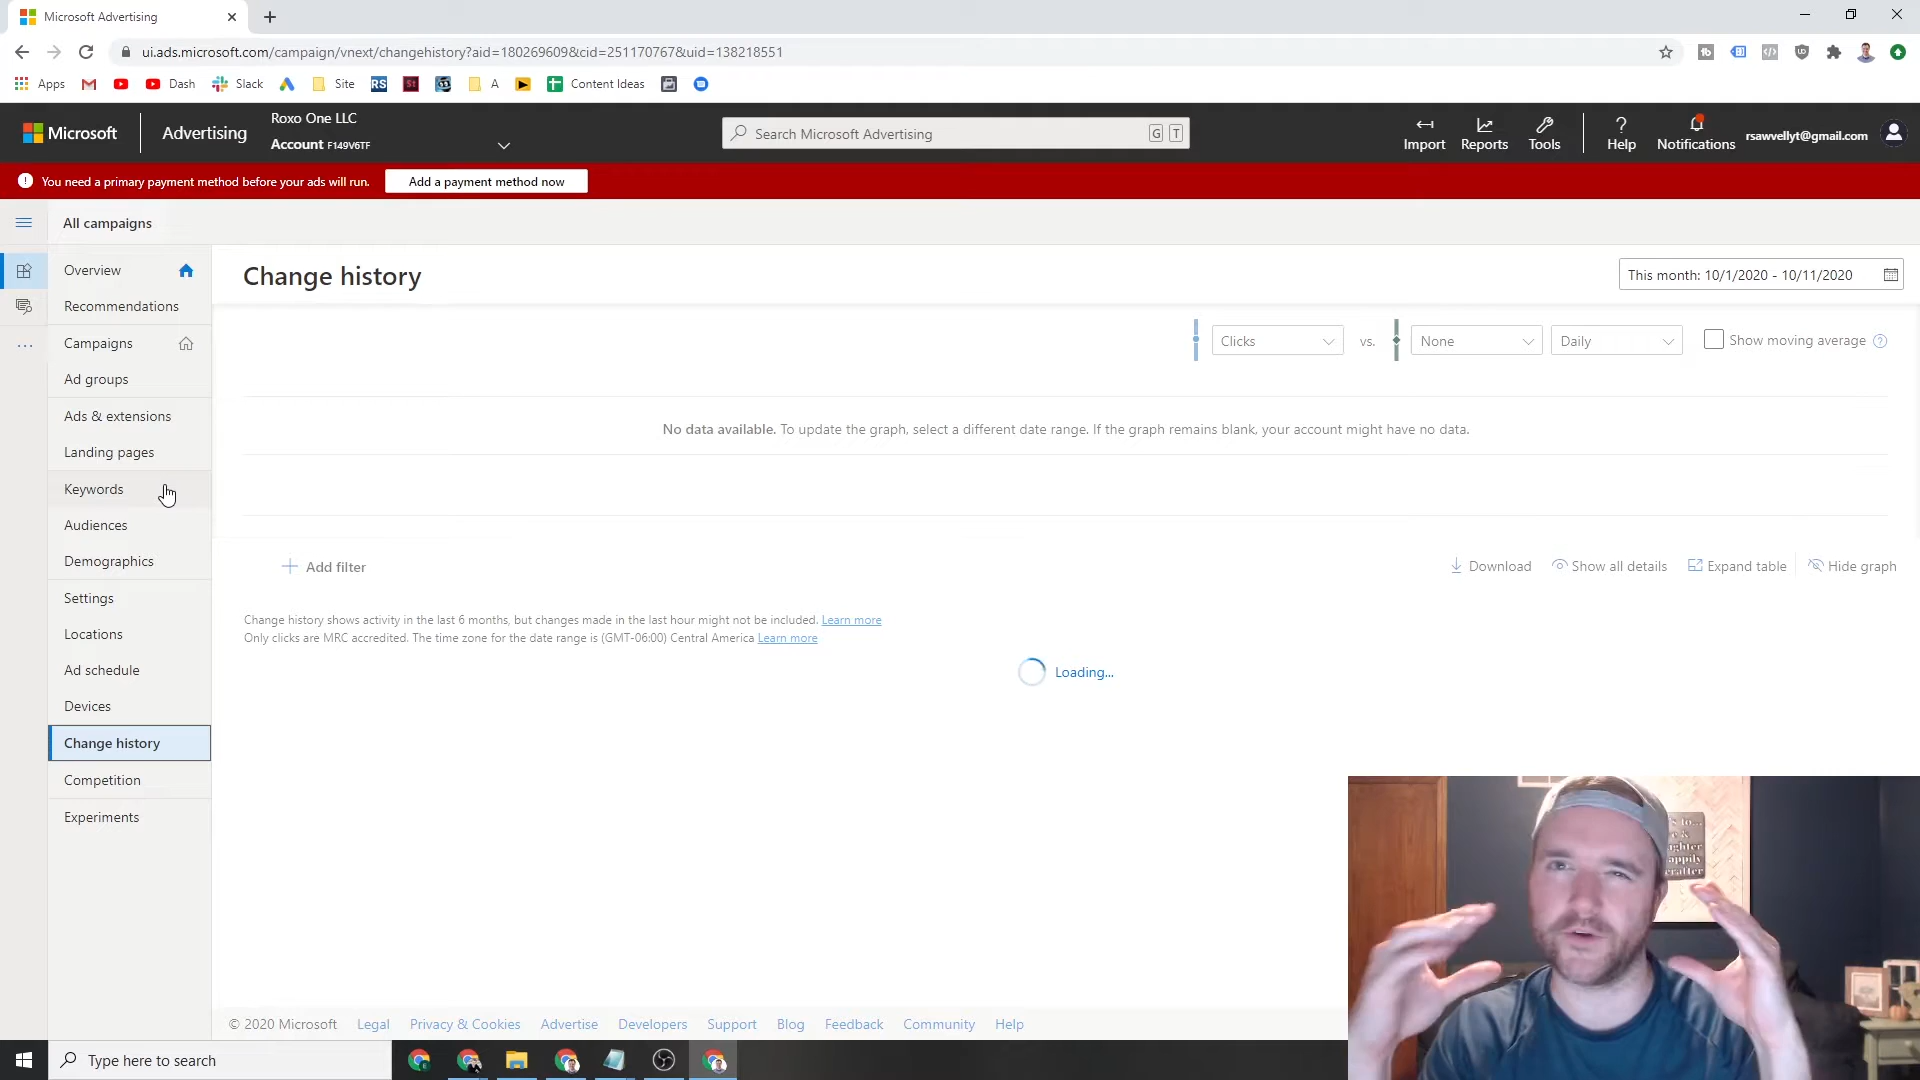 Microsoft Advertising
ui.ads.microsoft.com/campaign/vnext/changehistory?aid=180269609&cid=251170767&uid=138218551
Apps Dash Slack Site RS St A Content Ideas
Microsoft Advertising
Roxo One LLC
Account F149V6TF
Search Microsoft Advertising G T
Import Reports Tools Help Notifications rsawvellyt@gmail.com
You need a primary payment method before your ads will run. Add a payment method now
All campaigns
Overview
Recommendations
Campaigns
Ad groups
Ads & extensions
Landing pages
Keywords
Audiences
Demographics
Settings
Locations
Ad schedule
Devices
Change history
Competition
Experiments
Change history
This month: 10/1/2020 - 10/11/2020
Clicks vs. None Daily Show moving average
No data available. To update the graph, select a different date range. If the graph remains blank, your account might have no data.
Add filter
Download Show all details Expand table Hide graph
Change history shows activity in the last 6 months, but changes made in the last hour might not be included. Learn more
Only clicks are MRC accredited. The time zone for the date range is (GMT-06:00) Central America Learn more
Loading...
© 2020 Microsoft Legal Privacy & Cookies Advertise Developers Support Blog Feedback Community Help
Type here to search